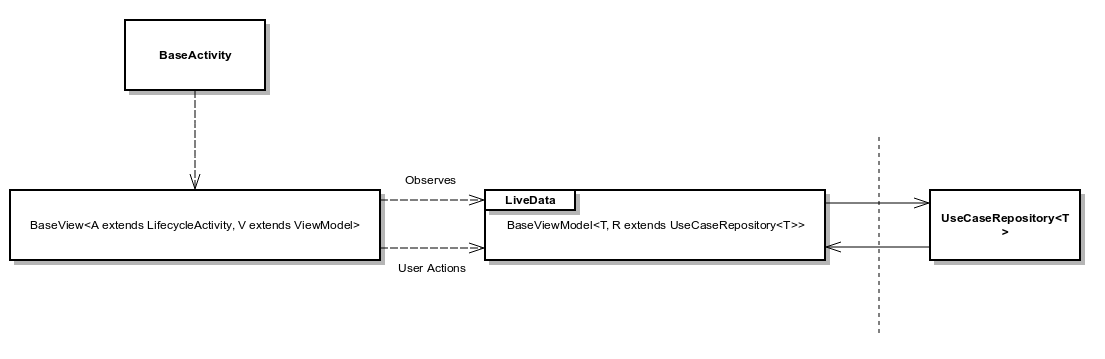 BaseActivity
Observes
LiveData
BaseView<A extends LifecycleActivity, V extends ViewModel>
BaseViewModel<T, R extends UseCaseRepository<T>>
UseCaseRepository<T
>
User Actions